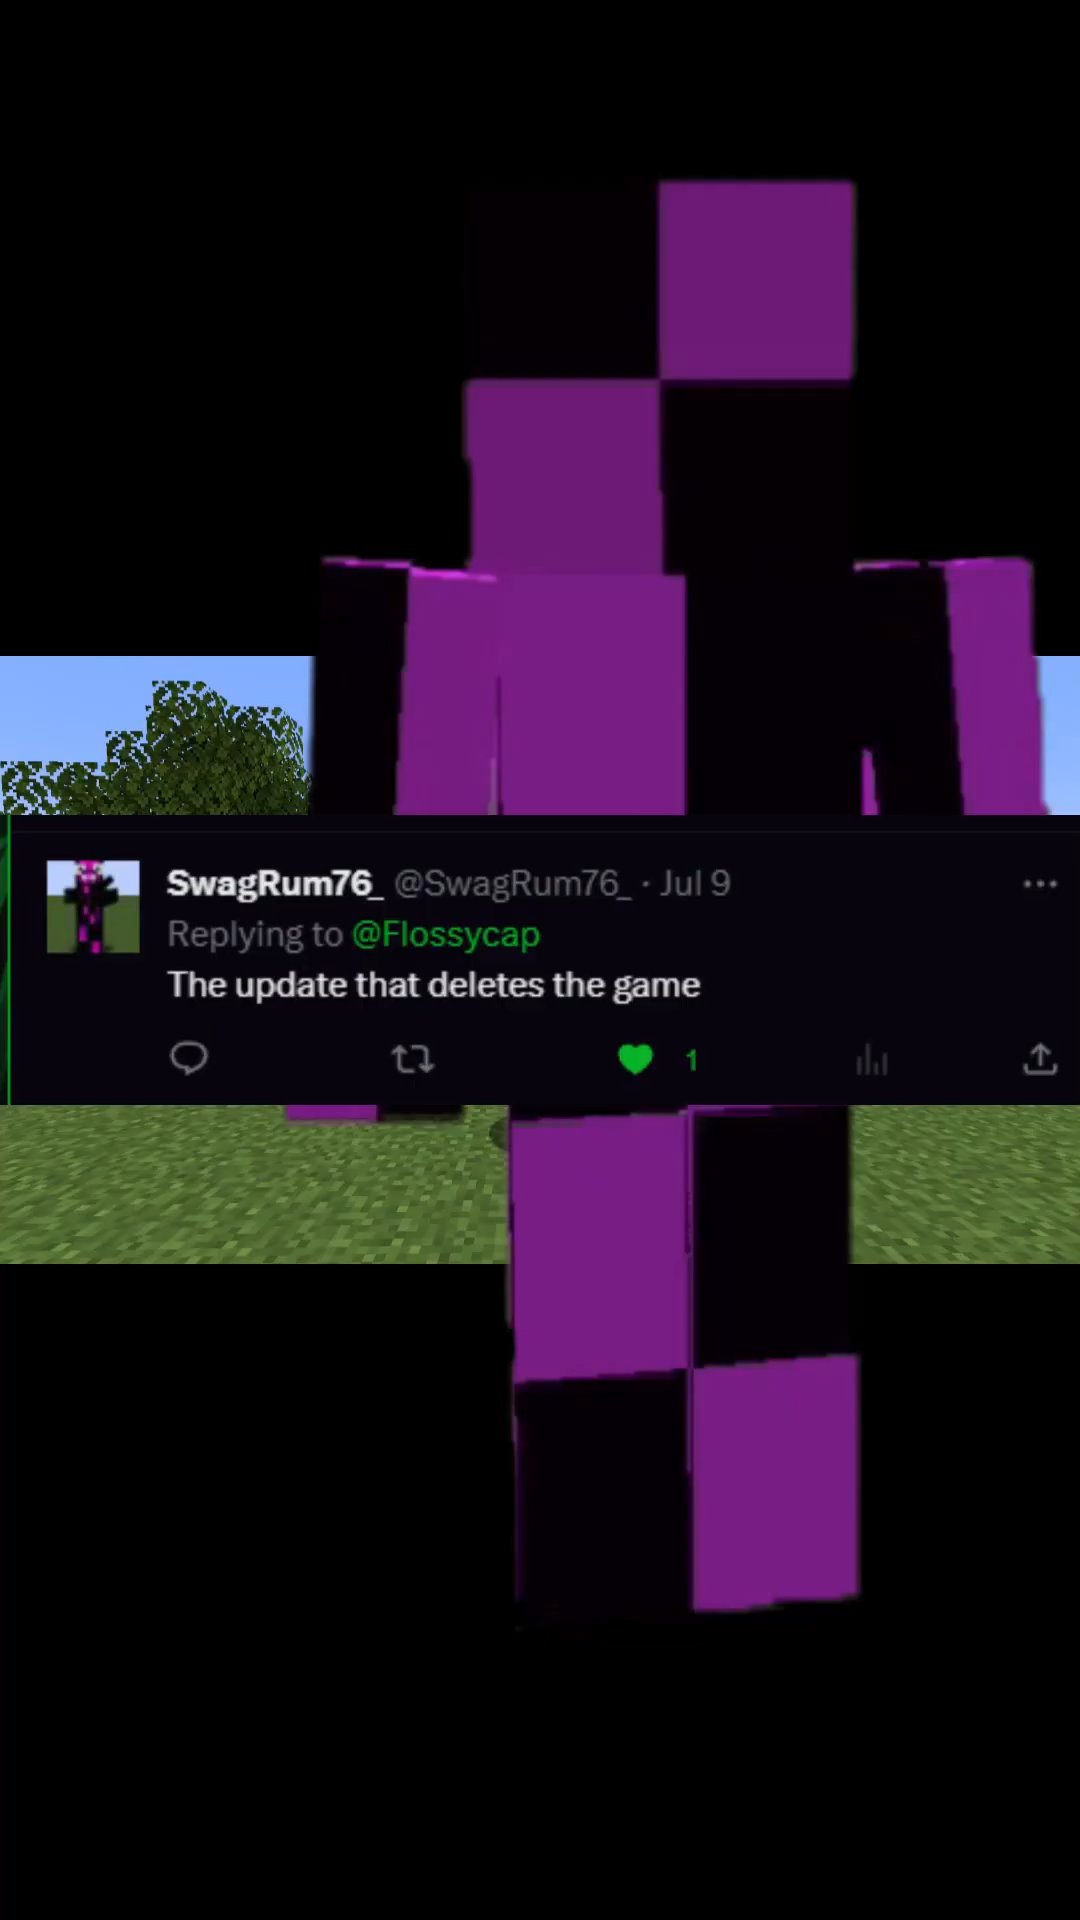 SwagRum76_ @SwagRum76_ · Jul 9
Replying to @Flossycap
The update that deletes the game
1